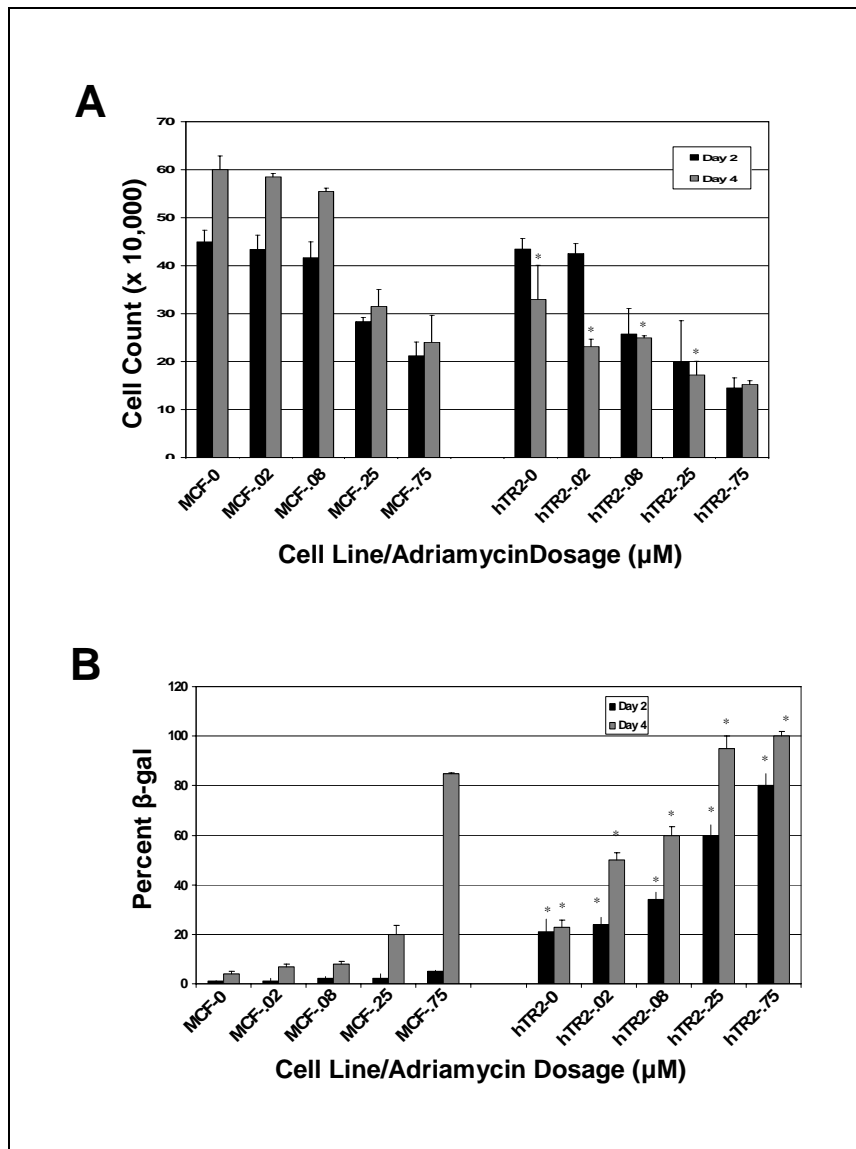 A
70
60
50
40
30
20
10
0
Cell Count (x 10,000)
Day 2
Day 4
*
*
*
*
MCF-0
MCF-.02
MCF-.08
MCF-.25
MCF-.75
hTR2-0
hTR2-.02
hTR2-.08
hTR2-.25
hTR2-.75
Cell Line/AdriamycinDosage (µM)
B
120
100
80
60
40
20
0
Percent β-gal
Day 2
Day 4
*
*
*
*
*
*
*
*
*
*
MCF-0
MCF-.02
MCF-.08
MCF-.25
MCF-.75
hTR2-0
hTR2-.02
hTR2-.08
hTR2-.25
hTR2-.75
Cell Line/Adriamycin Dosage (µM)